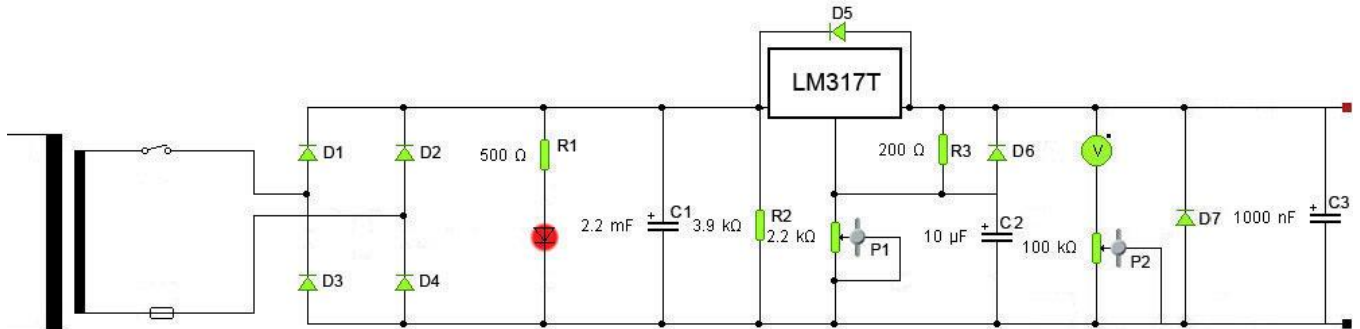 D5
LM317T
D1
D2
500 Ω
R1
200 Ω
R3
D6
V
2.2 mF
+
C1
3.9 kΩ
R2
2.2 kΩ
P1
10 µF
+
C2
100 kΩ
P2
D7
1000 nF
+
C3
D3
D4